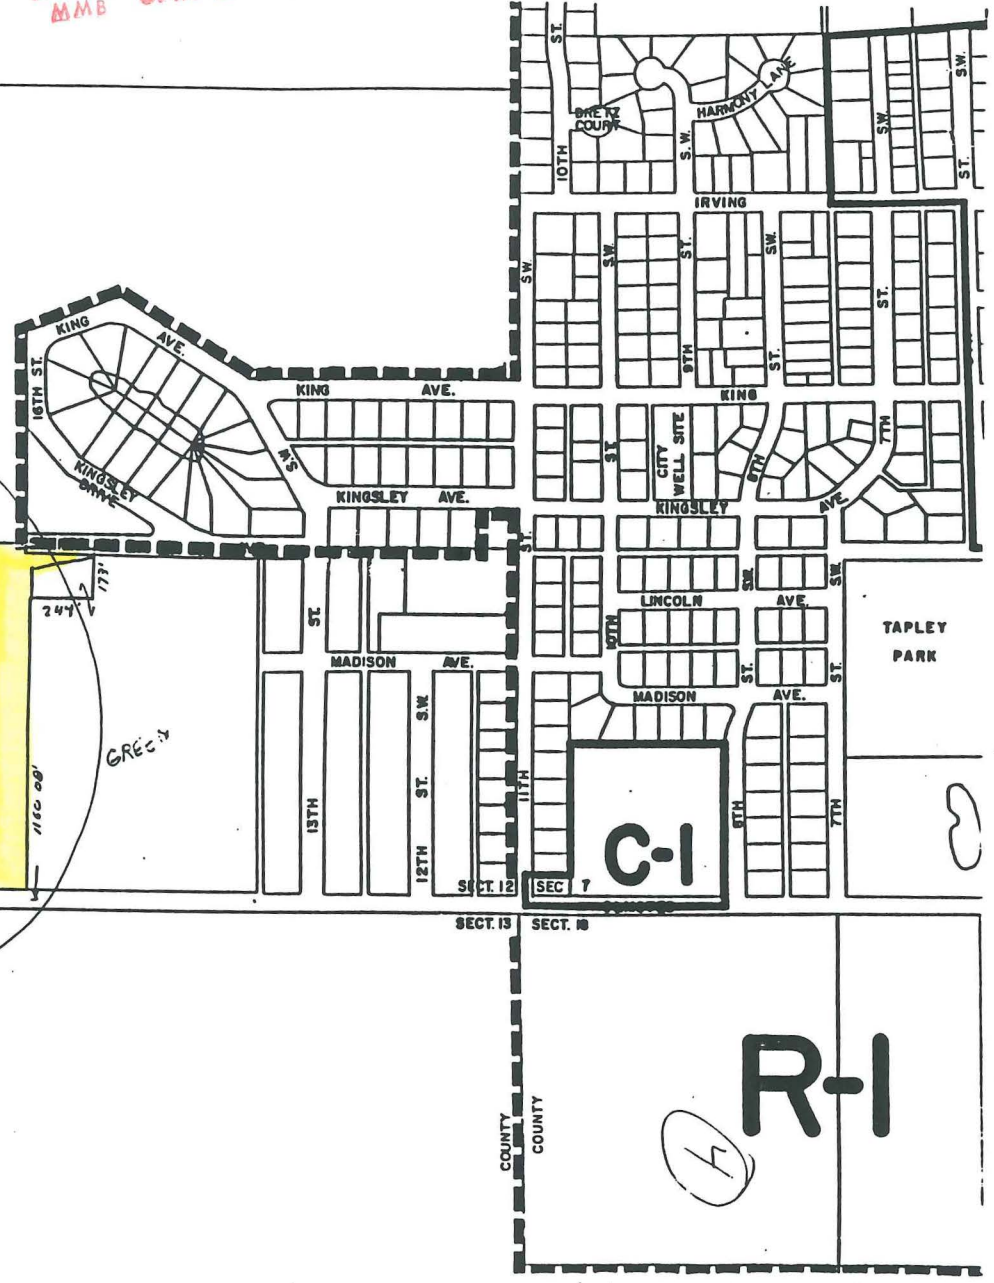 MMB
ST.
HARMONY LANE
BRETZ
COURT
S.W.
S.W.
S.W.
10TH
ST.
IRVING
S.W.
S.W.
ST.
S.W.
ST.
9TH
ST.
KING
AVE.
16TH ST.
KING AVE.
KING
CITY
WELL SITE
ST.
8TH
7TH
S.W.
KINGSLEY
DRIVE
KINGSLEY AVE.
KINGSLEY
AVE.
ST.
173'
244'
ST.
S.W.
S.W.
LINCOLN AVE.
10TH
TAPLEY
PARK
MADISON AVE.
ST.
ST.
MADISON AVE.
S.W.
GREEN
1160.08'
13TH
ST.
12TH
11TH
8TH
7TH
C-1
SECT. 12
SEC 7
SECT. 13
SECT. 18
R-1
COUNTY
COUNTY
h